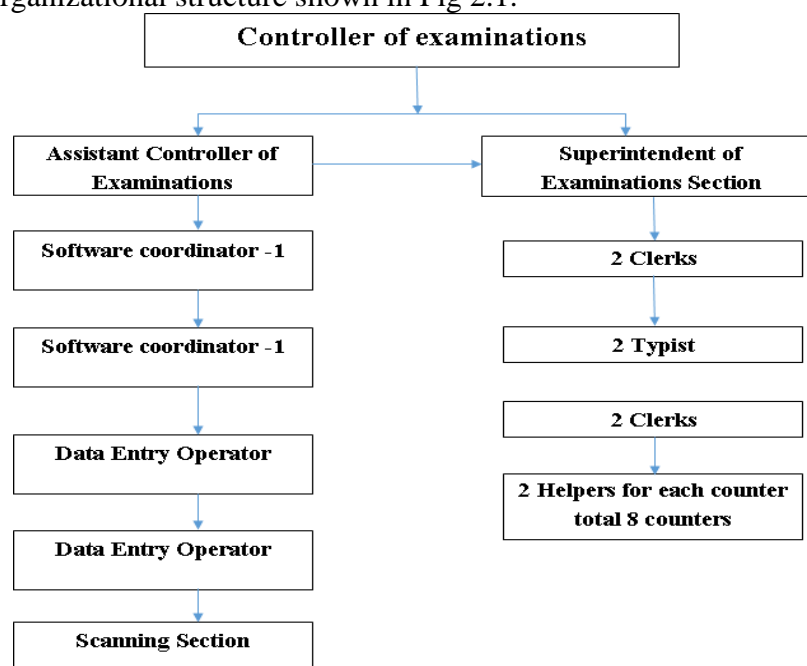 rganizational structure shown in Fig 2.1.
Controller of examinations
Assistant Controller of
Examinations
Superintendent of
Examinations Section
Software coordinator -1
2 Clerks
Software coordinator -1
2 Typist
Data Entry Operator
2 Clerks
2 Helpers for each counter
total 8 counters
Data Entry Operator
Scanning Section